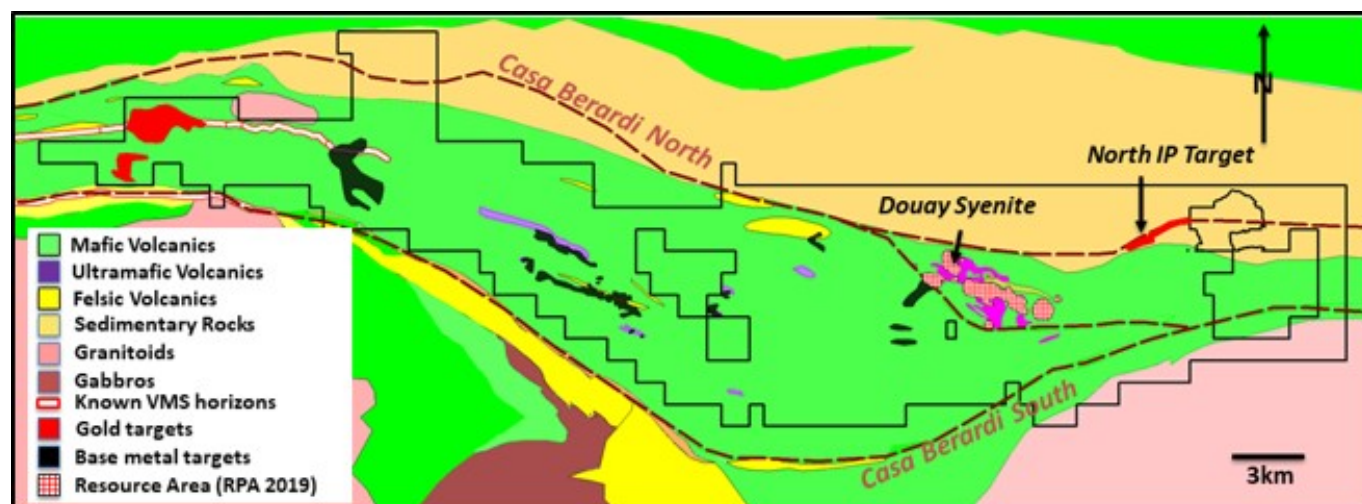 Casa Berardi North
N
North IP Target
Douay Syenite
Mafic Volcanics
Ultramafic Volcanics
Felsic Volcanics
Sedimentary Rocks
Granitoids
Gabbros
Known VMS horizons
Gold targets
Base metal targets
Resource Area (RPA 2019)
Casa Berardi South
3km